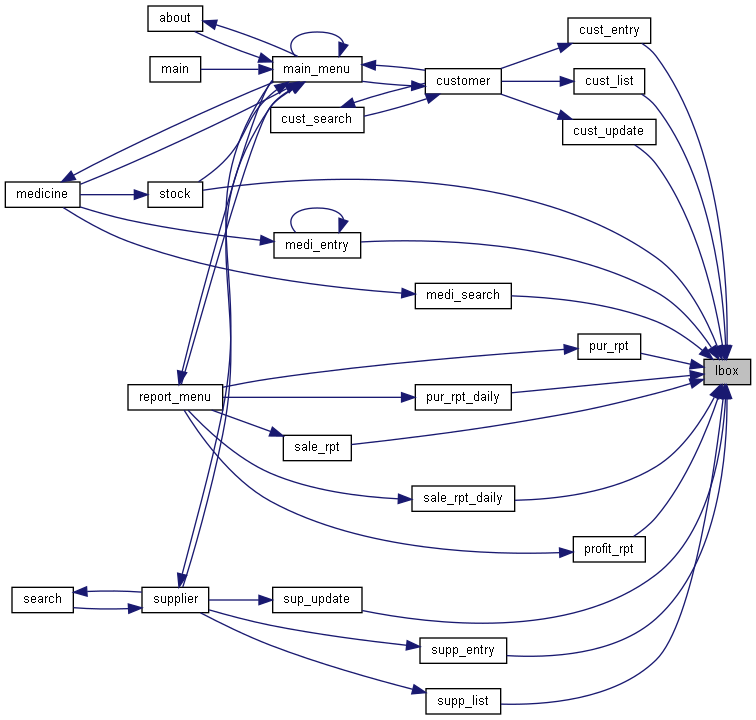 about
cust_entry
main
main_menu
customer
cust_list
cust_search
cust_update
medicine
stock
medi_entry
medi_search
pur_rpt
lbox
report_menu
pur_rpt_daily
sale_rpt
sale_rpt_daily
profit_rpt
search
supplier
sup_update
supp_entry
supp_list